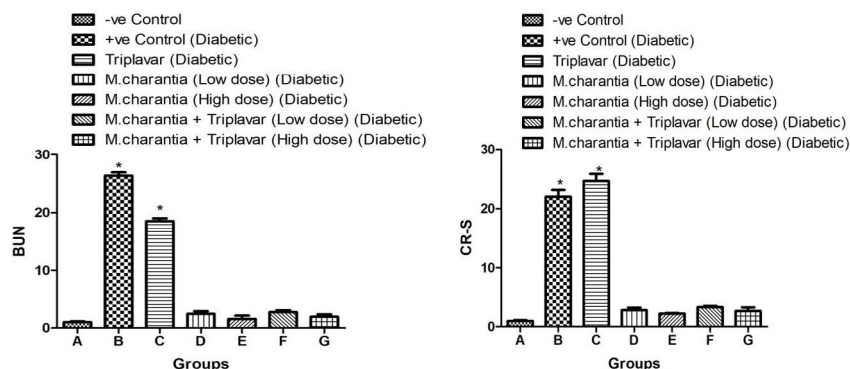 -ve Control
+ve Control (Diabetic)
Triplavar (Diabetic)
M.charantia (Low dose) (Diabetic)
M.charantia (High dose) (Diabetic)
M.charantia + Triplavar (Low dose) (Diabetic)
M.charantia + Triplavar (High dose) (Diabetic)
30
20
10
0
BUN
*
*
A B C D E F G
Groups
-ve Control
+ve Control (Diabetic)
Triplavar (Diabetic)
M.charantia (Low dose) (Diabetic)
M.charantia (High dose) (Diabetic)
M.charantia + Triplavar (Low dose) (Diabetic)
M.charantia + Triplavar (High dose) (Diabetic)
30
20
10
0
CR-S
*
*
A B C D E F G
Groups